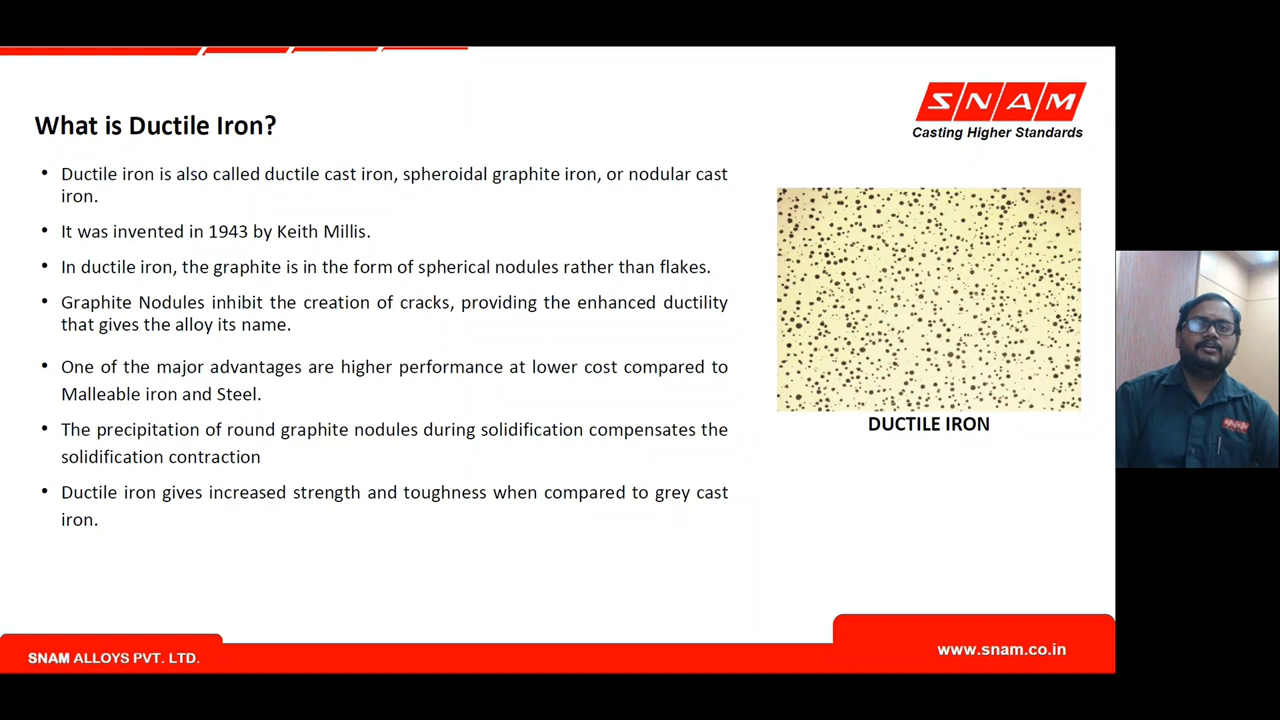 SNAM
Casting Higher Standards
What is Ductile Iron?
• Ductile iron is also called ductile cast iron, spheroidal graphite iron, or nodular cast
iron.
• It was invented in 1943 by Keith Millis.
• In ductile iron, the graphite is in the form of spherical nodules rather than flakes.
• Graphite Nodules inhibit the creation of cracks, providing the enhanced ductility
that gives the alloy its name.
• One of the major advantages are higher performance at lower cost compared to
Malleable iron and Steel.
• The precipitation of round graphite nodules during solidification compensates the
solidification contraction
• Ductile iron gives increased strength and toughness when compared to grey cast
iron.
DUCTILE IRON
SNAM
SNAM ALLOYS PVT. LTD.
www.snam.co.in